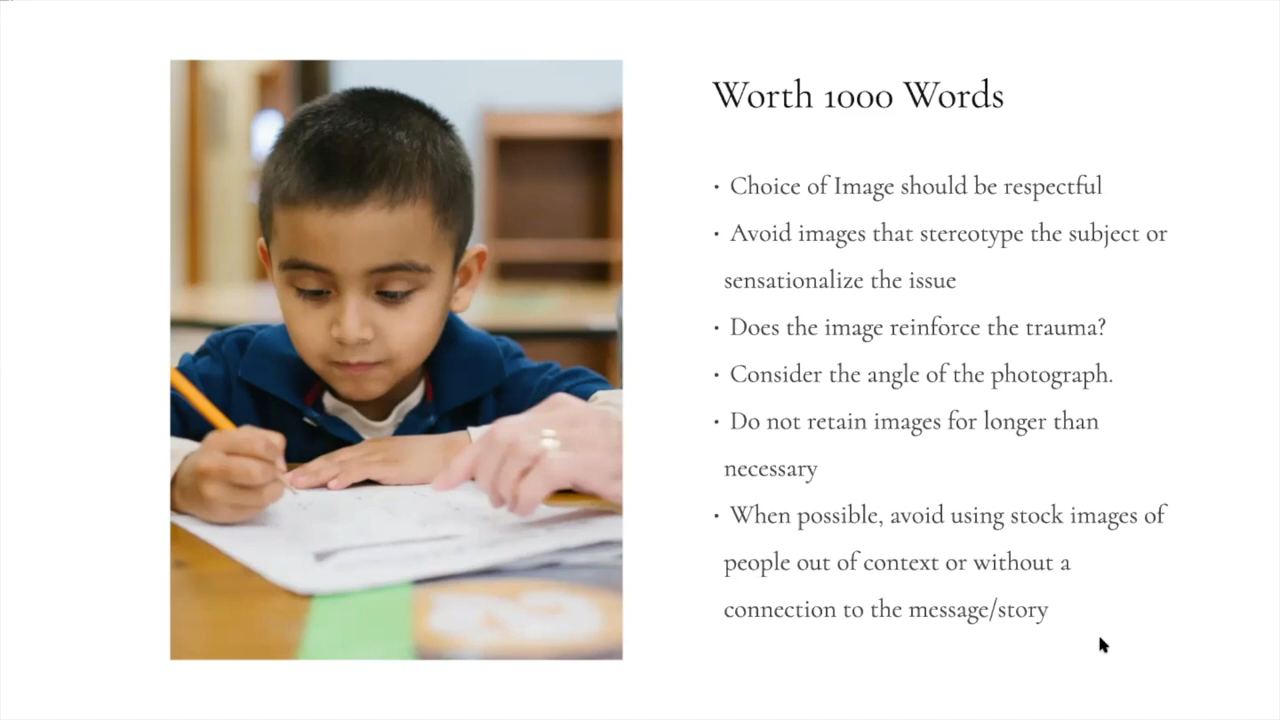 Worth 1000 Words
• Choice of Image should be respectful
• Avoid images that stereotype the subject or
sensationalize the issue
• Does the image reinforce the trauma?
• Consider the angle of the photograph.
• Do not retain images for longer than
necessary
• When possible, avoid using stock images of
people out of context or without a
connection to the message/story